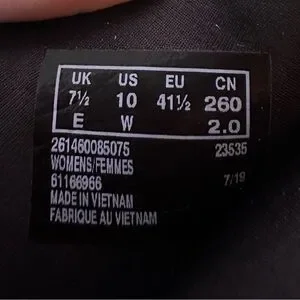 UK US EU CN
7½ 10 41½ 260
E W 2.0
261460085075 23535
WOMENS/FEMMES
61166966 7/19
MADE IN VIETNAM
FABRIQUE AU VIETNAM